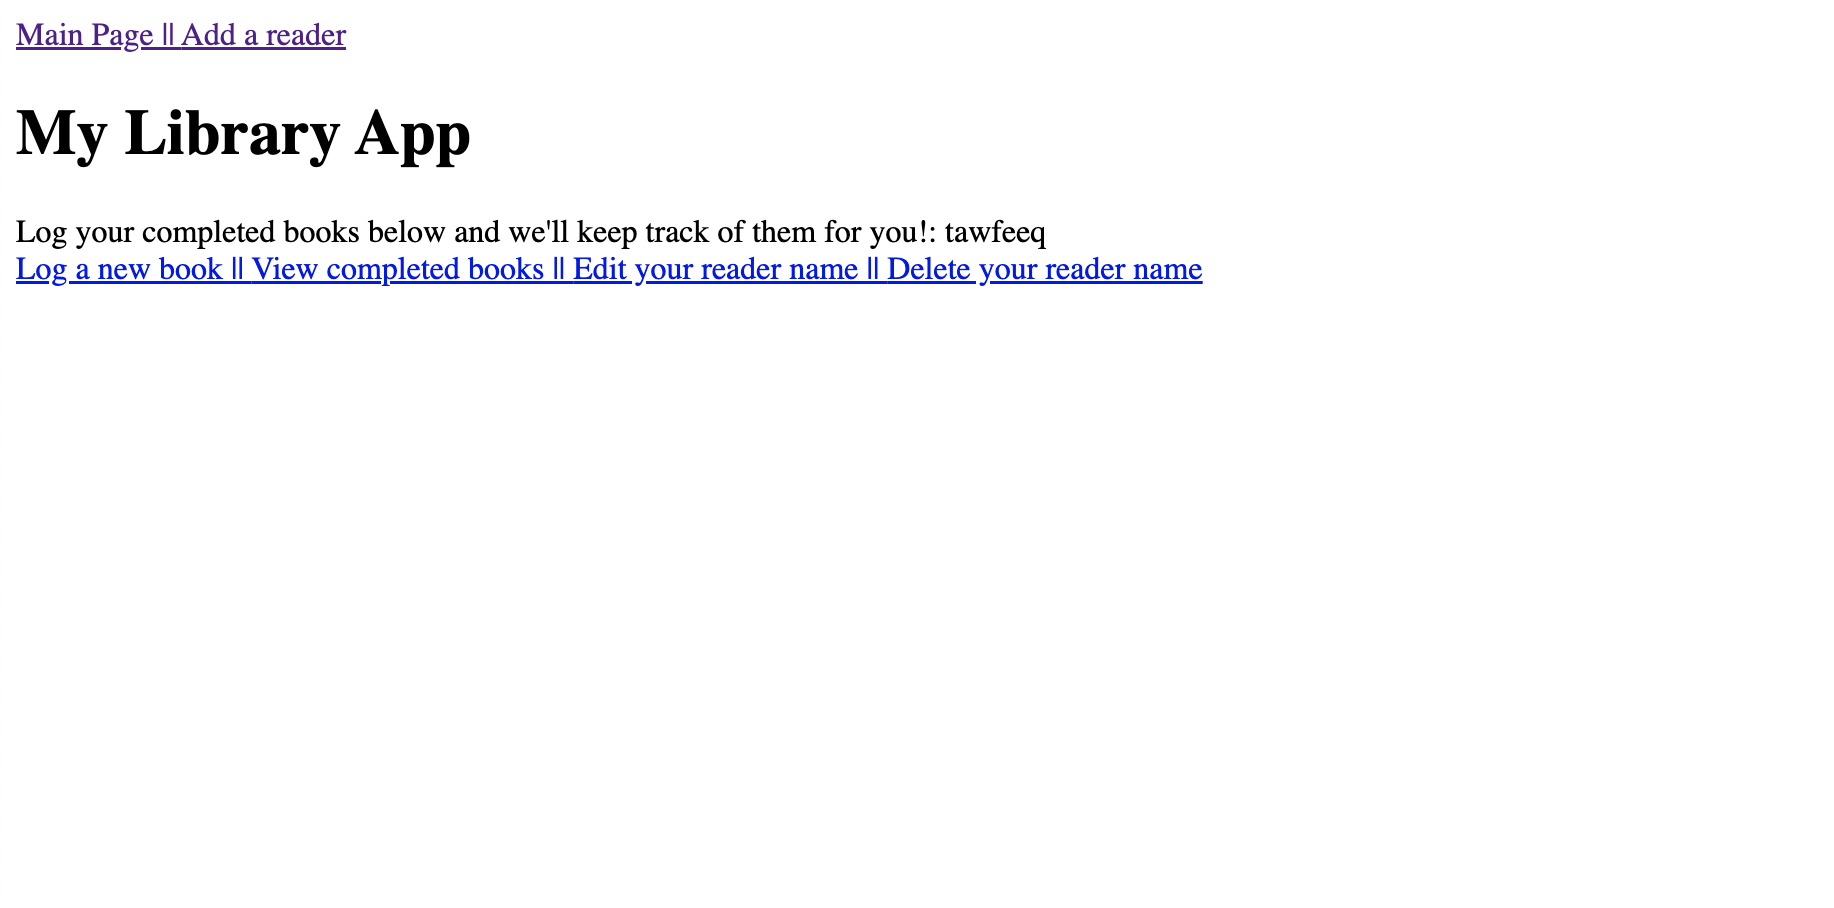 Main Page || Add a reader
My Library App
Log your completed books below and we'll keep track of them for you!: tawfeeq
Log a new book || View completed books || Edit your reader name || Delete your reader name